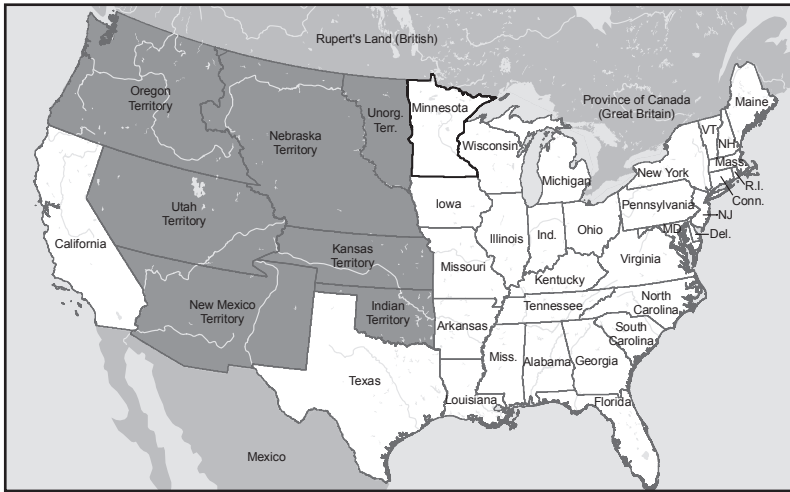 Rupert's Land (British)
Oregon
Territory
Unorg.
Terr.
Minnesota
Province of Canada
(Great Britain)
Maine
Nebraska
Territory
Wisconsin
VT
NH
Mass.
Michigan
New York
R.I.
Conn.
Utah
Territory
Iowa
Pennsylvania
NJ
California
Illinois
Ind.
Ohio
MD
Del.
Kansas
Territory
Missouri
Virginia
Kentucky
New Mexico
Territory
Indian
Territory
Tennessee
North
Carolina
Arkansas
South
Carolina
Texas
Miss.
Alabama
Georgia
Louisiana
Florida
Mexico